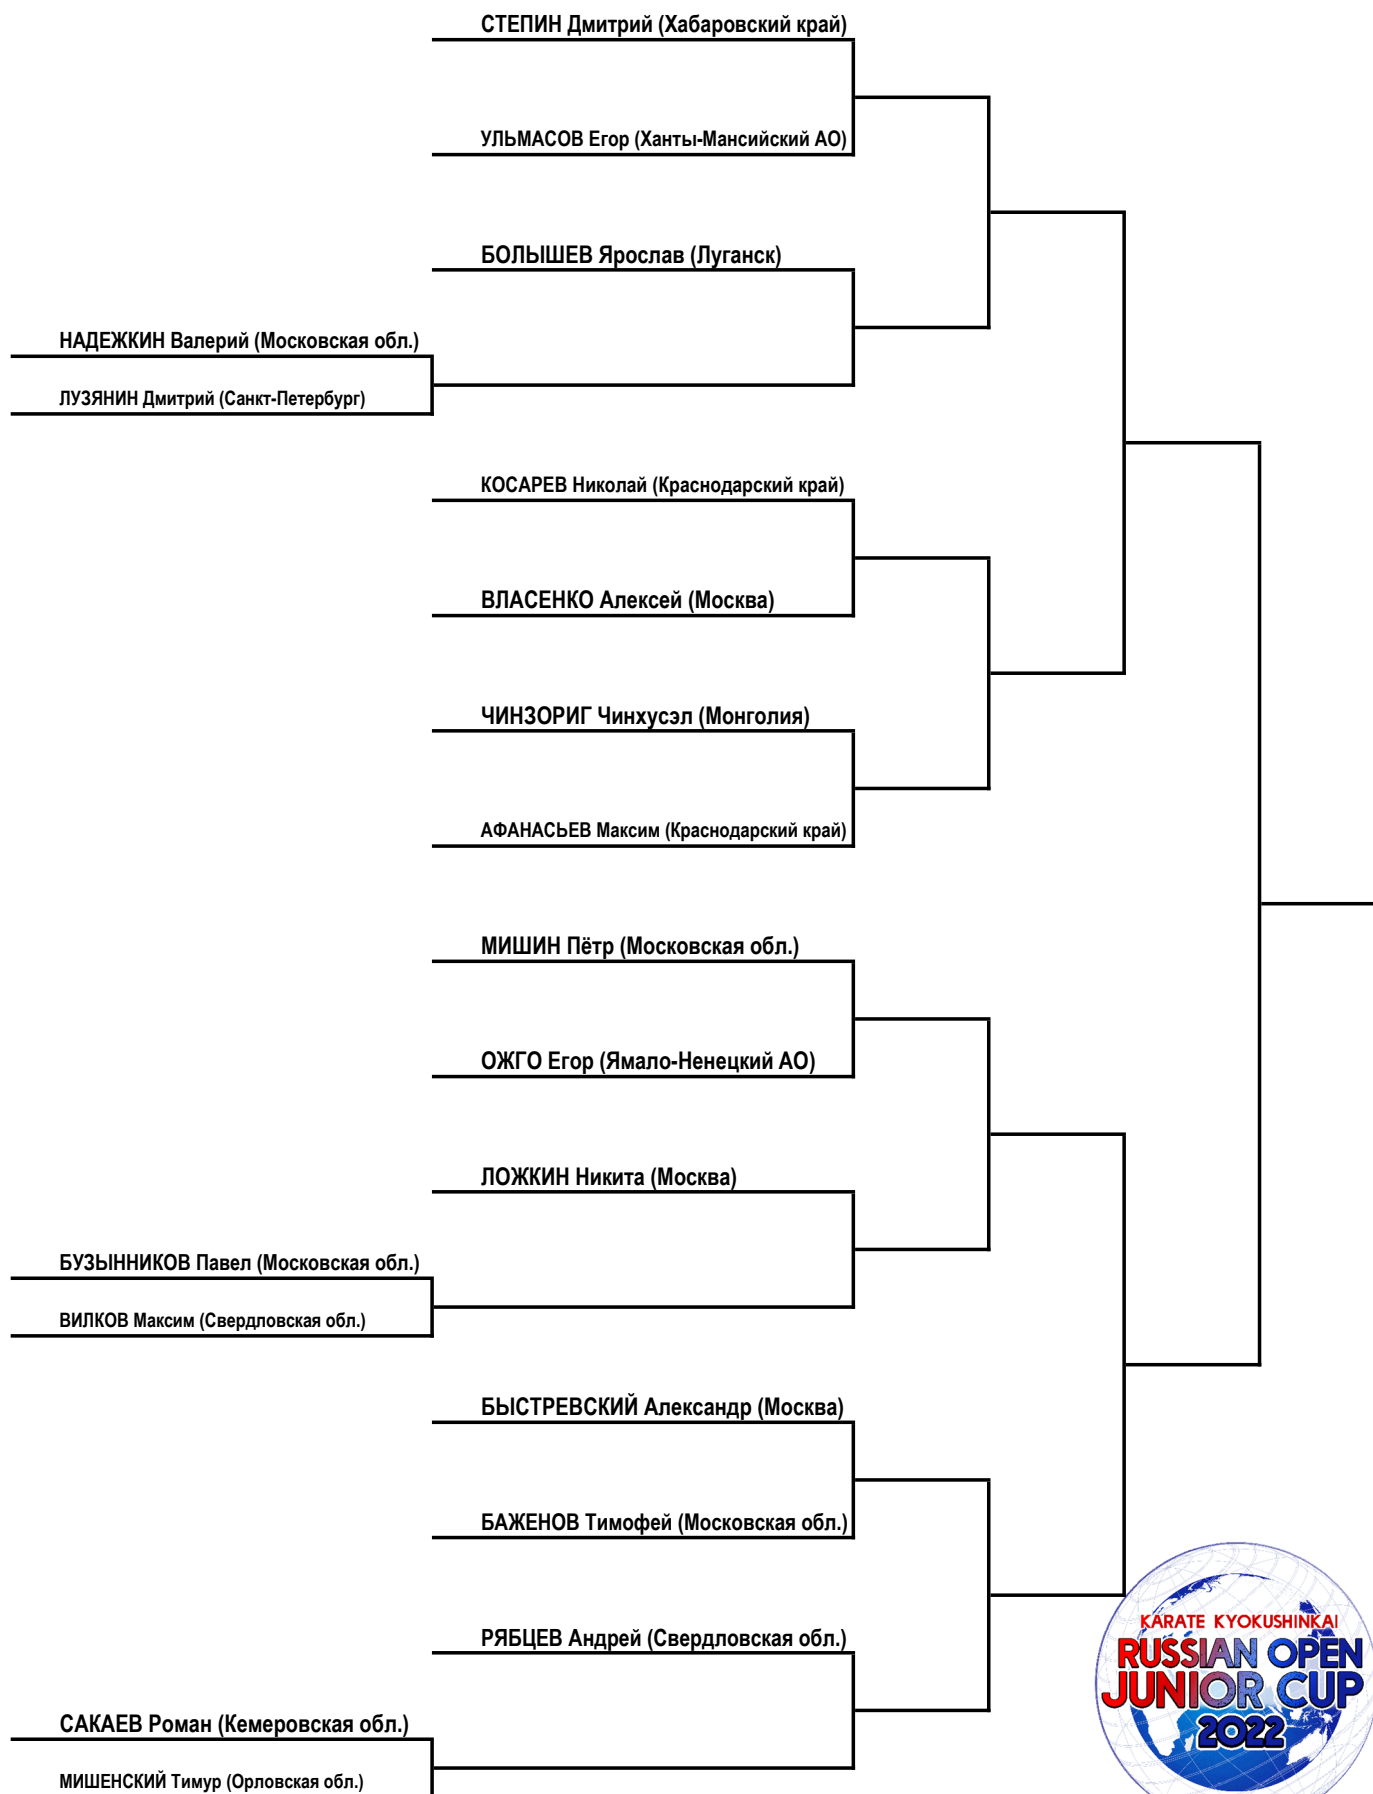 СТЕПИН Дмитрий (Хабаровский край)
УЛЬМАСОВ Егор (Ханты-Мансийский АО)
БОЛЫШЕВ Ярослав (Луганск)
НАДЕЖКИН Валерий (Московская обл.)
ЛУЗЯНИН Дмитрий (Санкт-Петербург)
КОСАРЕВ Николай (Краснодарский край)
ВЛАСЕНКО Алексей (Москва)
ЧИНЗОРИГ Чинхусэл (Монголия)
АФАНАСЬЕВ Максим (Краснодарский край)
МИШИН Пётр (Московская обл.)
ОЖГО Егор (Ямало-Ненецкий АО)
ЛОЖКИН Никита (Москва)
БУЗЫННИКОВ Павел (Московская обл.)
ВИЛКОВ Максим (Свердловская обл.)
БЫСТРЕВСКИЙ Александр (Москва)
БАЖЕНОВ Тимофей (Московская обл.)
РЯБЦЕВ Андрей (Свердловская обл.)
САКАЕВ Роман (Кемеровская обл.)
МИШЕНСКИЙ Тимур (Орловская обл.)
KARATE KYOKUSHINKAI
RUSSIAN OPEN
JUNIOR CUP
2022